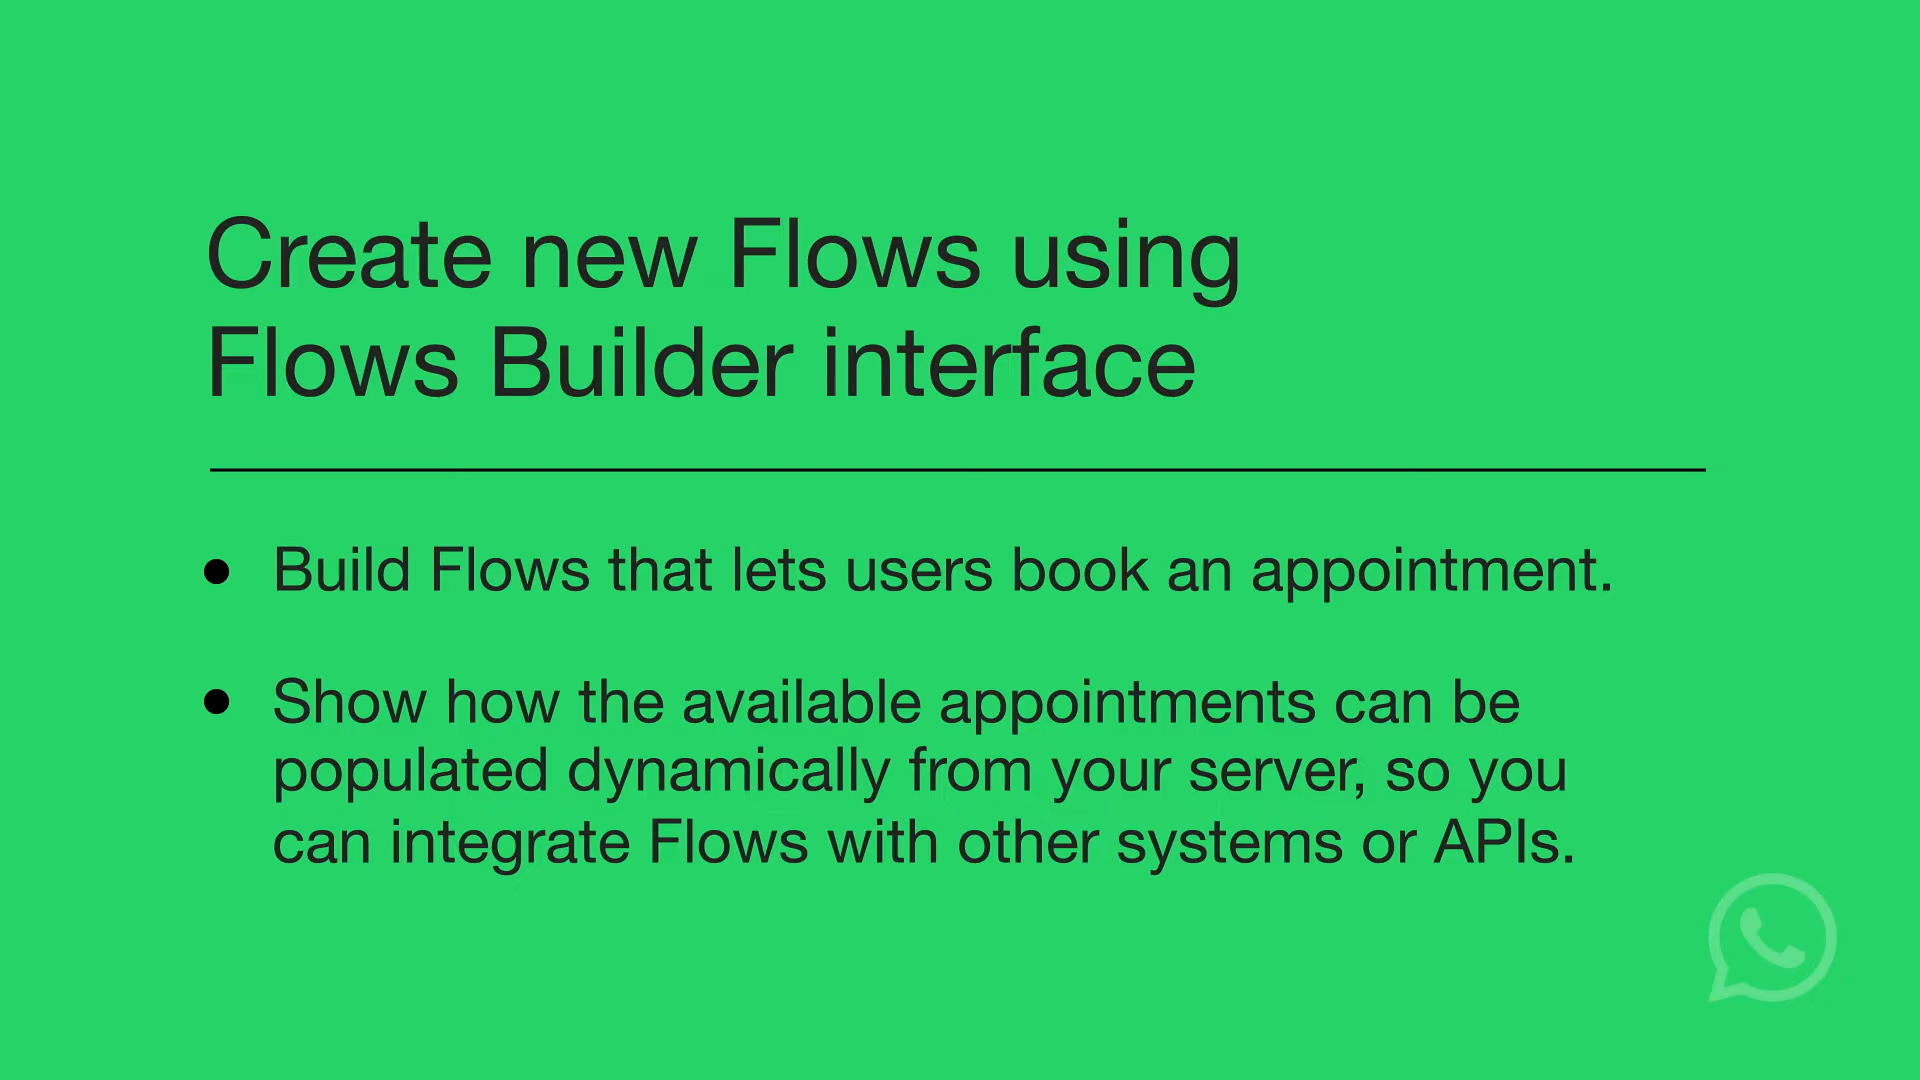 Create new Flows using
Flows Builder interface
● Build Flows that lets users book an appointment.
● Show how the available appointments can be
populated dynamically from your server, so you
can integrate Flows with other systems or APIs.